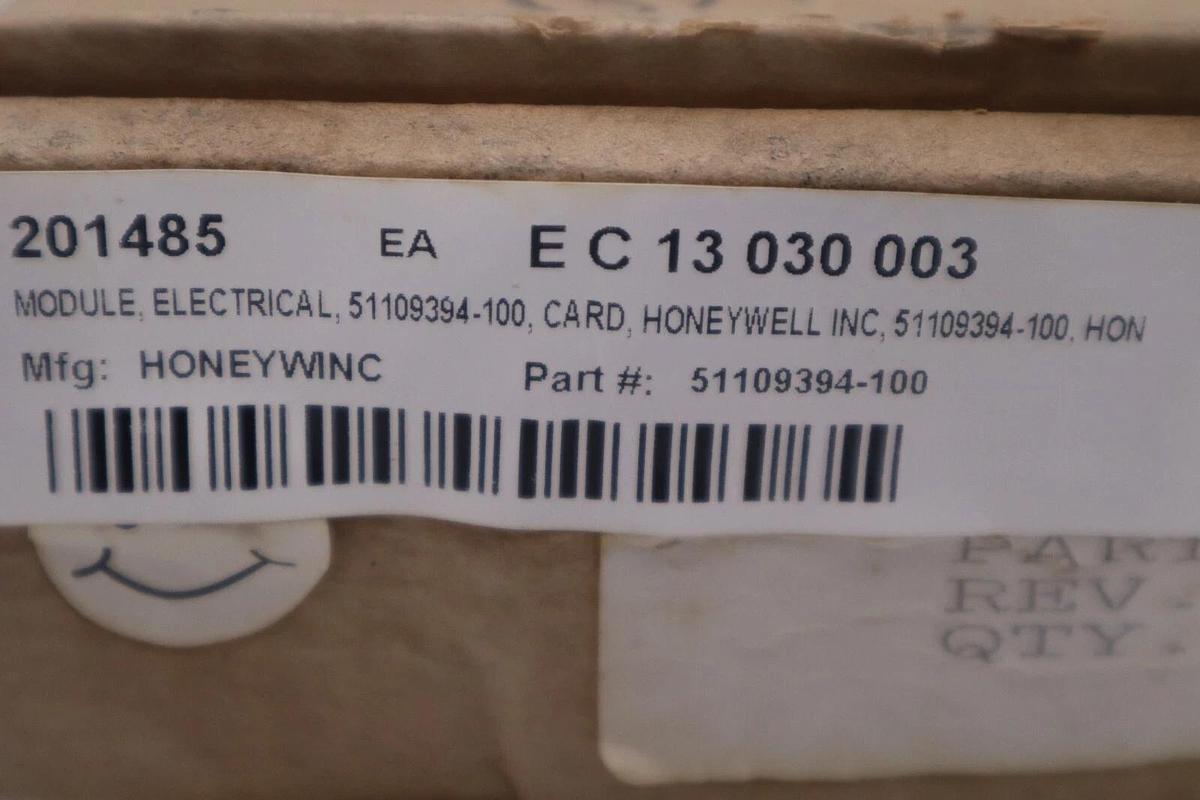 201485 EA E C 13 030 003
MODULE, ELECTRICAL, 51109394-100, CARD, HONEYWELL INC, 51109394-100, HON
Mfg: HONEYWINC Part #: 51109394-100
PART
REV.
QTY.